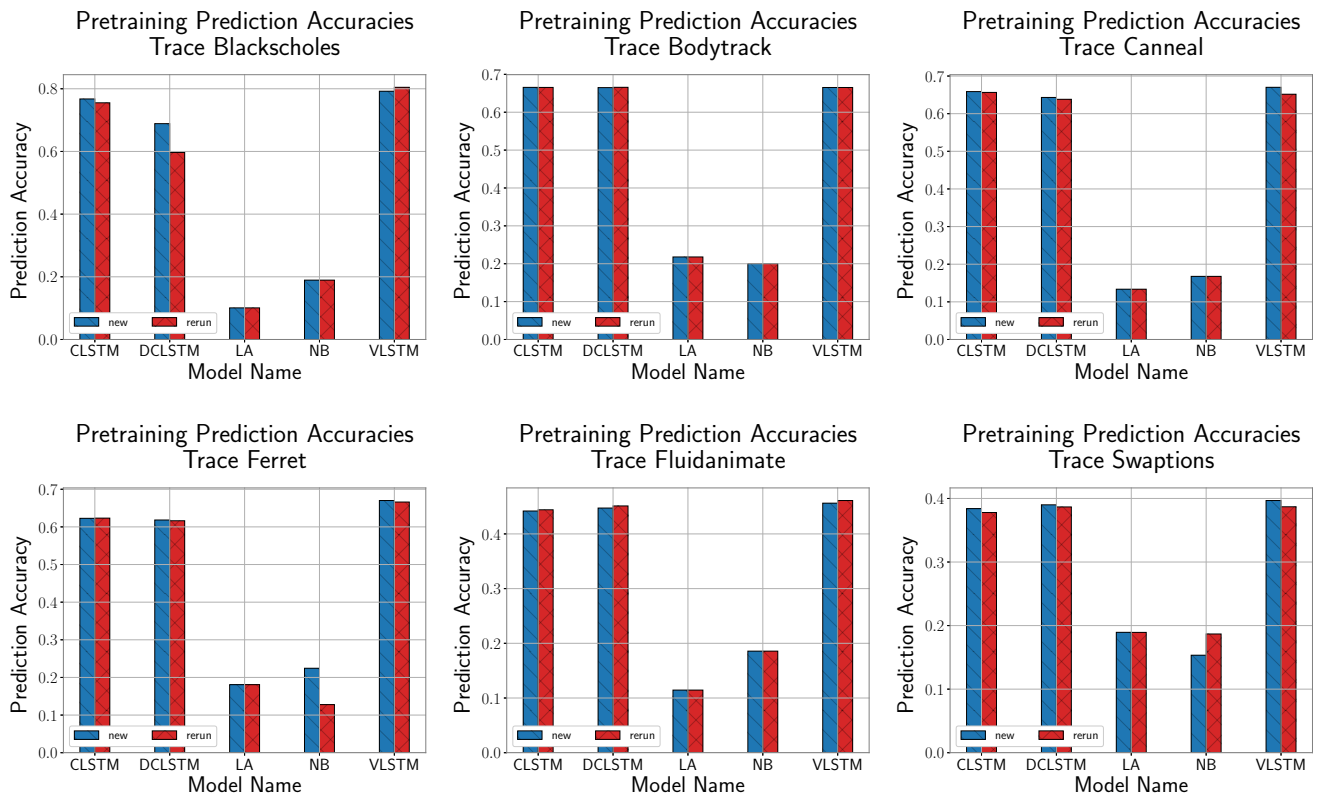 Pretraining Prediction Accuracies
Trace Blackscholes
Prediction Accuracy
0.8
0.6
0.4
0.2
0.0
new rerun
CLSTM DCLSTM LA NB VLSTM
Model Name
Pretraining Prediction Accuracies
Trace Bodytrack
Prediction Accuracy
0.7
0.6
0.5
0.4
0.3
0.2
0.1
0.0
new rerun
CLSTM DCLSTM LA NB VLSTM
Model Name
Pretraining Prediction Accuracies
Trace Canneal
Prediction Accuracy
0.7
0.6
0.5
0.4
0.3
0.2
0.1
0.0
new rerun
CLSTM DCLSTM LA NB VLSTM
Model Name
Pretraining Prediction Accuracies
Trace Ferret
Prediction Accuracy
0.7
0.6
0.5
0.4
0.3
0.2
0.1
0.0
new rerun
CLSTM DCLSTM LA NB VLSTM
Model Name
Pretraining Prediction Accuracies
Trace Fluidanimate
Prediction Accuracy
0.4
0.3
0.2
0.1
0.0
new rerun
CLSTM DCLSTM LA NB VLSTM
Model Name
Pretraining Prediction Accuracies
Trace Swaptions
Prediction Accuracy
0.4
0.3
0.2
0.1
0.0
new rerun
CLSTM DCLSTM LA NB VLSTM
Model Name